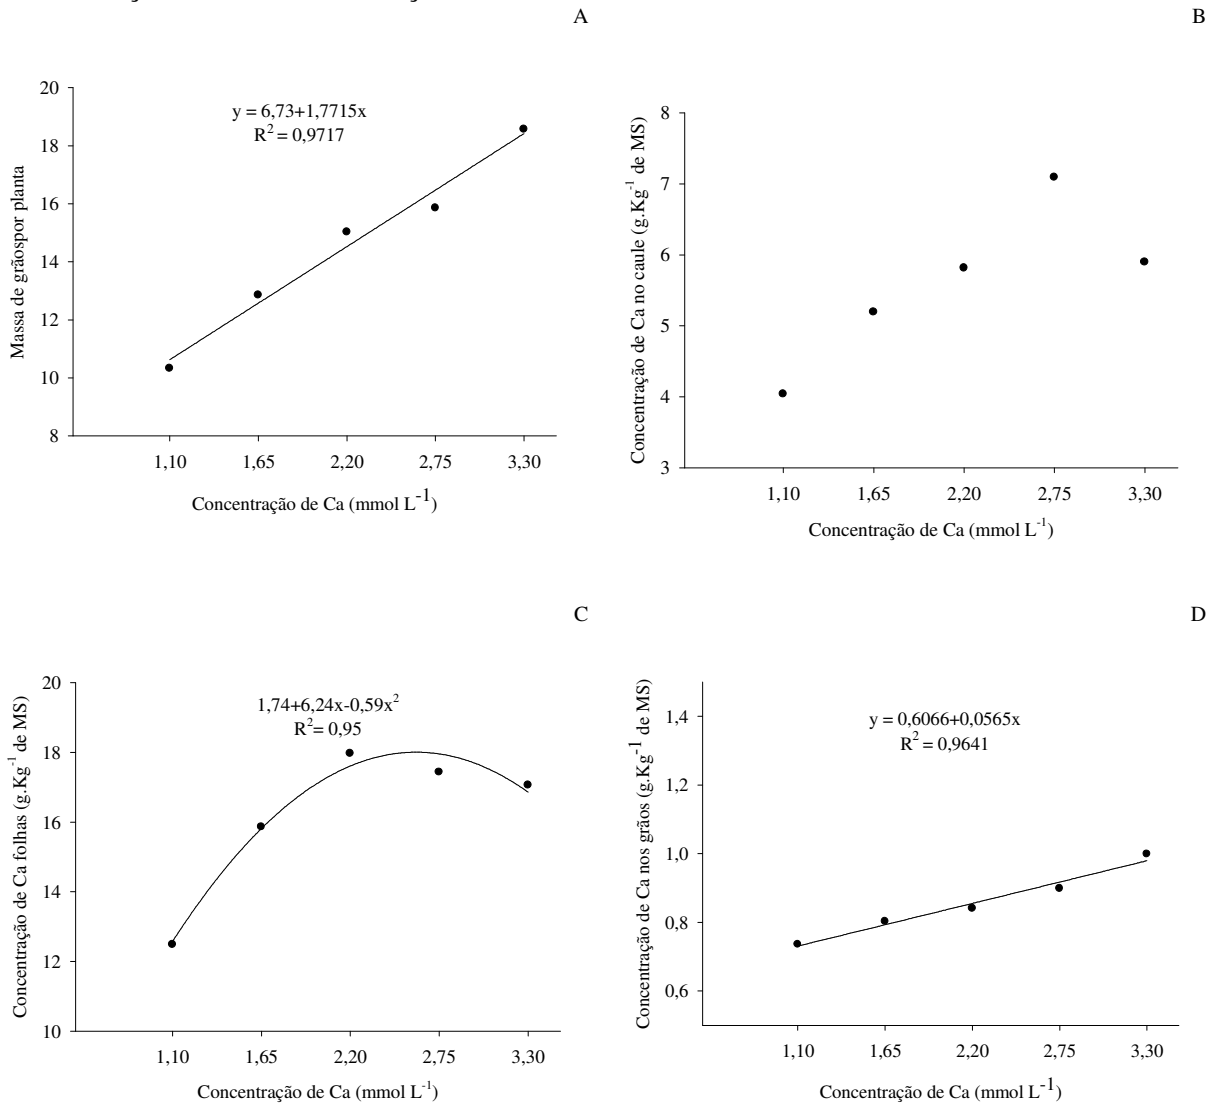 A
B
20
18
16
14
12
10
8
y = 6,73+1,7715x
R2 = 0,9717
Massa de grãospor planta
1,10 1,65 2,20 2,75 3,30
Concentração de Ca (mmol L-1)
8
7
6
5
4
3
Concentração de Ca no caule (g.Kg-1 de MS)
1,10 1,65 2,20 2,75 3,30
Concentração de Ca (mmol L-1)
C
D
20
18
16
14
12
10
1,74+6,24x-0,59x2
R2= 0,95
Concentração de Ca folhas (g.Kg-1 de MS)
1,10 1,65 2,20 2,75 3,30
Concentração de Ca (mmol L-1)
1,4
1,2
1,0
0,8
0,6
y = 0,6066+0,0565x
R2 = 0,9641
Concentração de Ca nos grãos (g.Kg-1 de MS)
1,10 1,65 2,20 2,75 3,30
Concentração de Ca (mmol L-1)